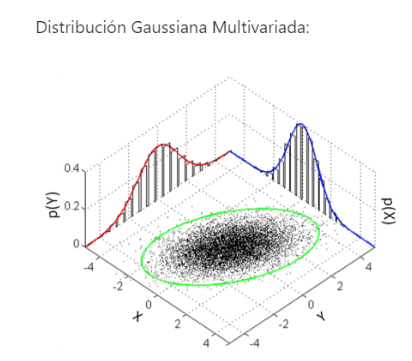 Distribución Gaussiana Multivariada:
0.4
0.2
0
p(Y)
p(X)
-4
-2
0
2
4
X
-4
-2
0
2
4
Y